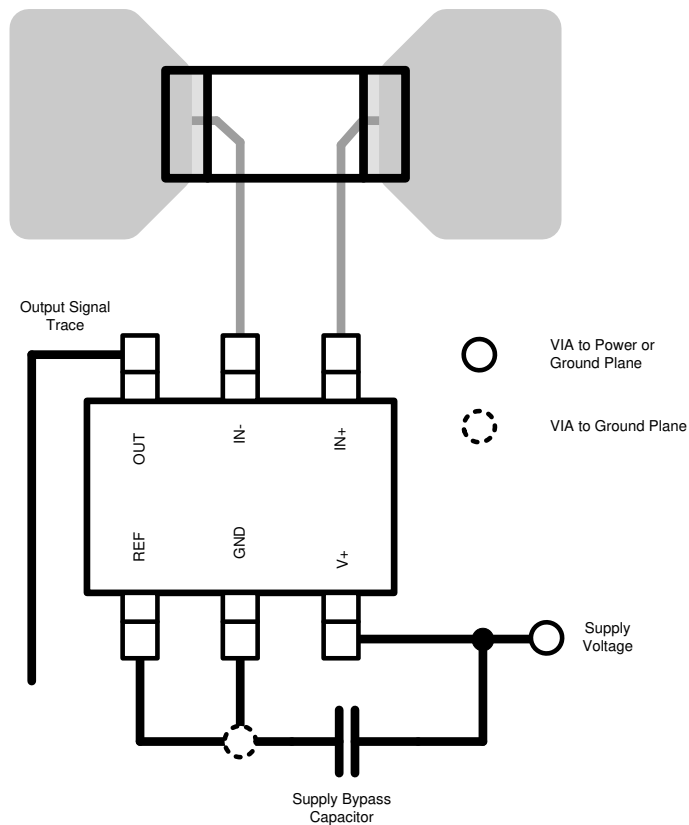 Output Signal
Trace
VIA to Power or
Ground Plane
VIA to Ground Plane
OUT
IN-
IN+
REF
GND
V+
Supply
Voltage
Supply Bypass
Capacitor